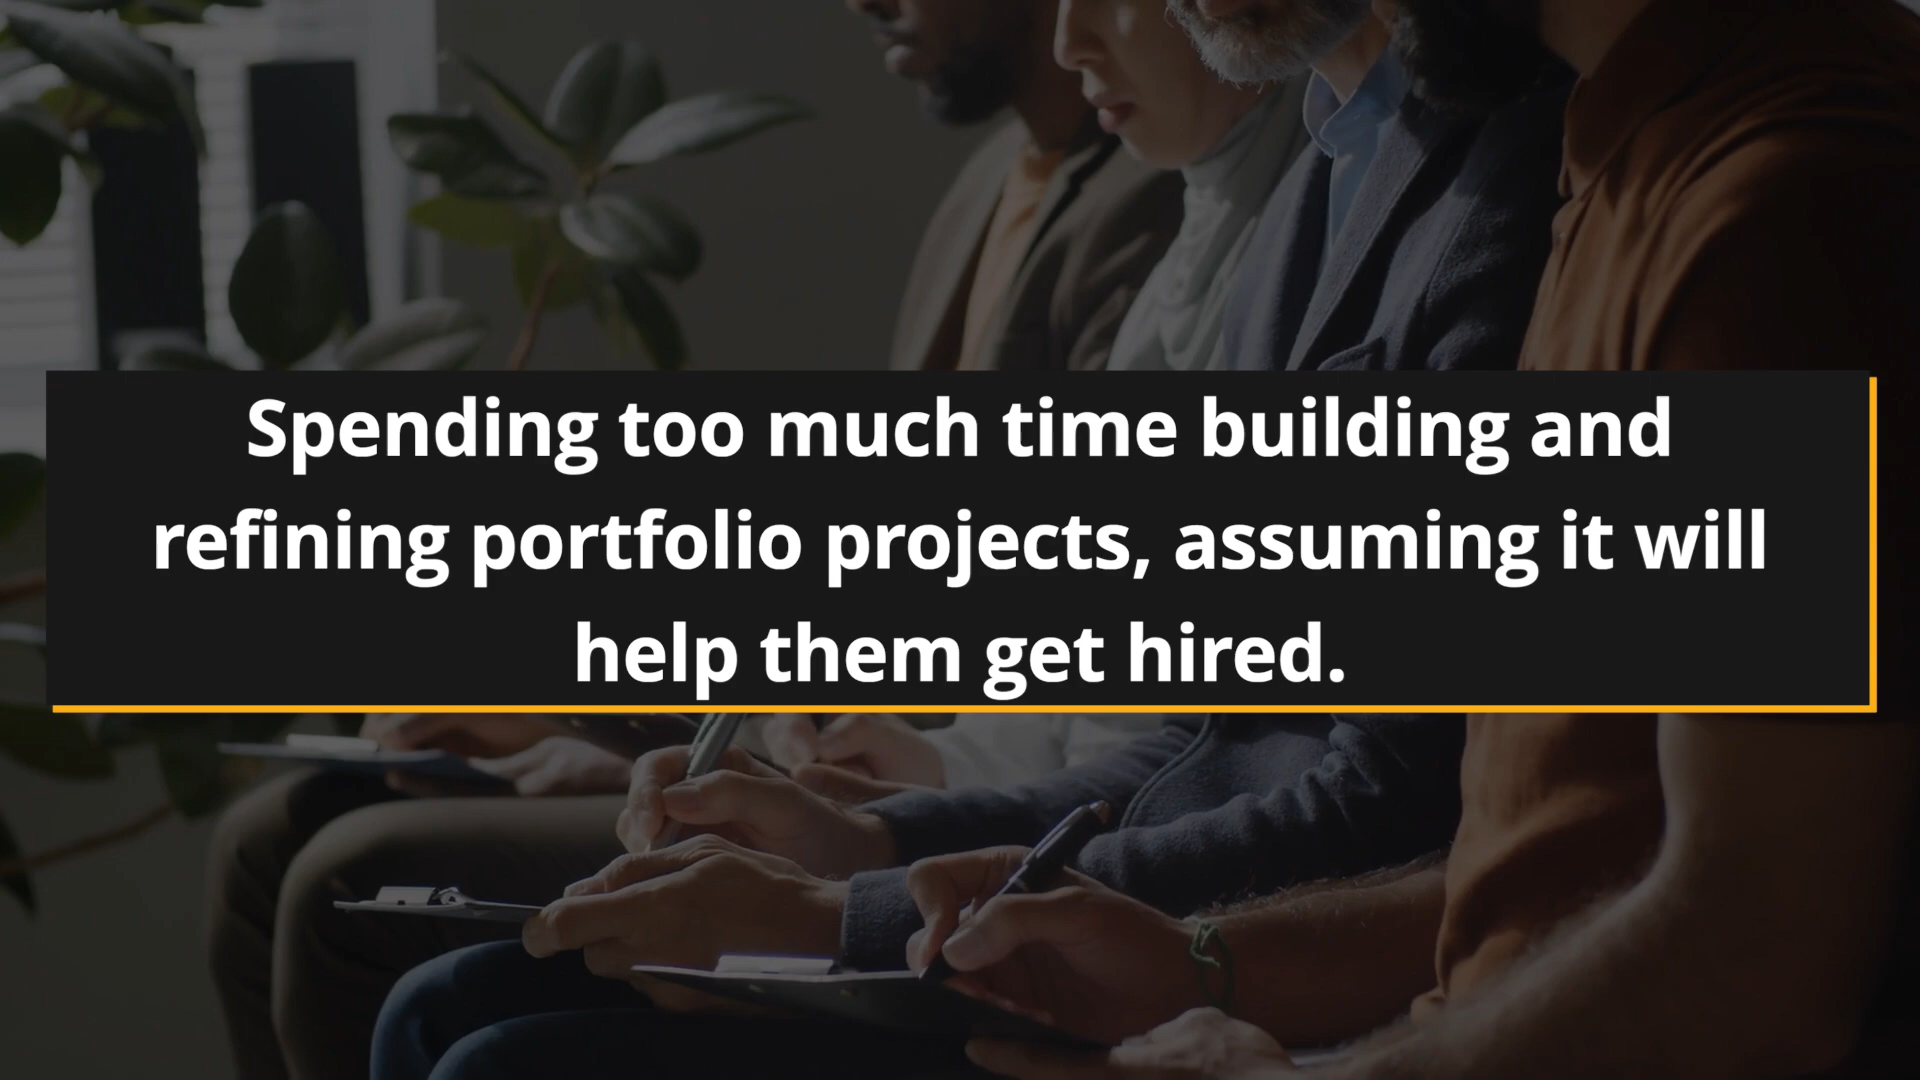 Spending too much time building and
refining portfolio projects, assuming it will
help them get hired.